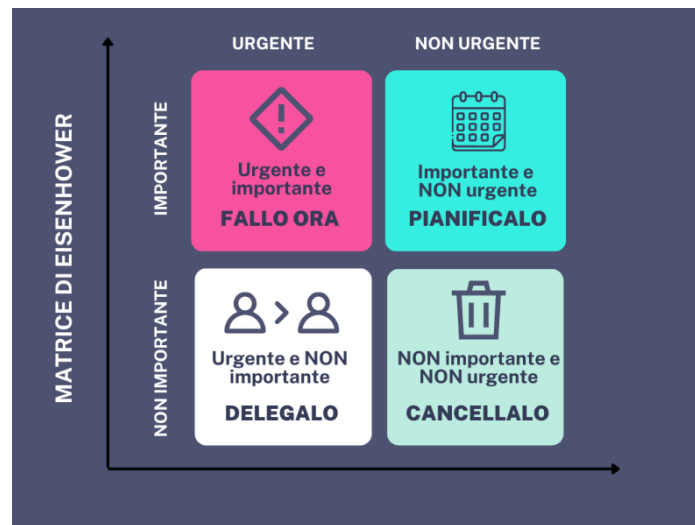 URGENTE
NON URGENTE
MATRICE DI EISENHOWER
IMPORTANTE
Urgente e
importante
FALLO ORA
Importante e
NON urgente
PIANIFICALO
NON IMPORTANTE
Urgente e NON
importante
DELEGALO
NON importante e
NON urgente
CANCELLALO